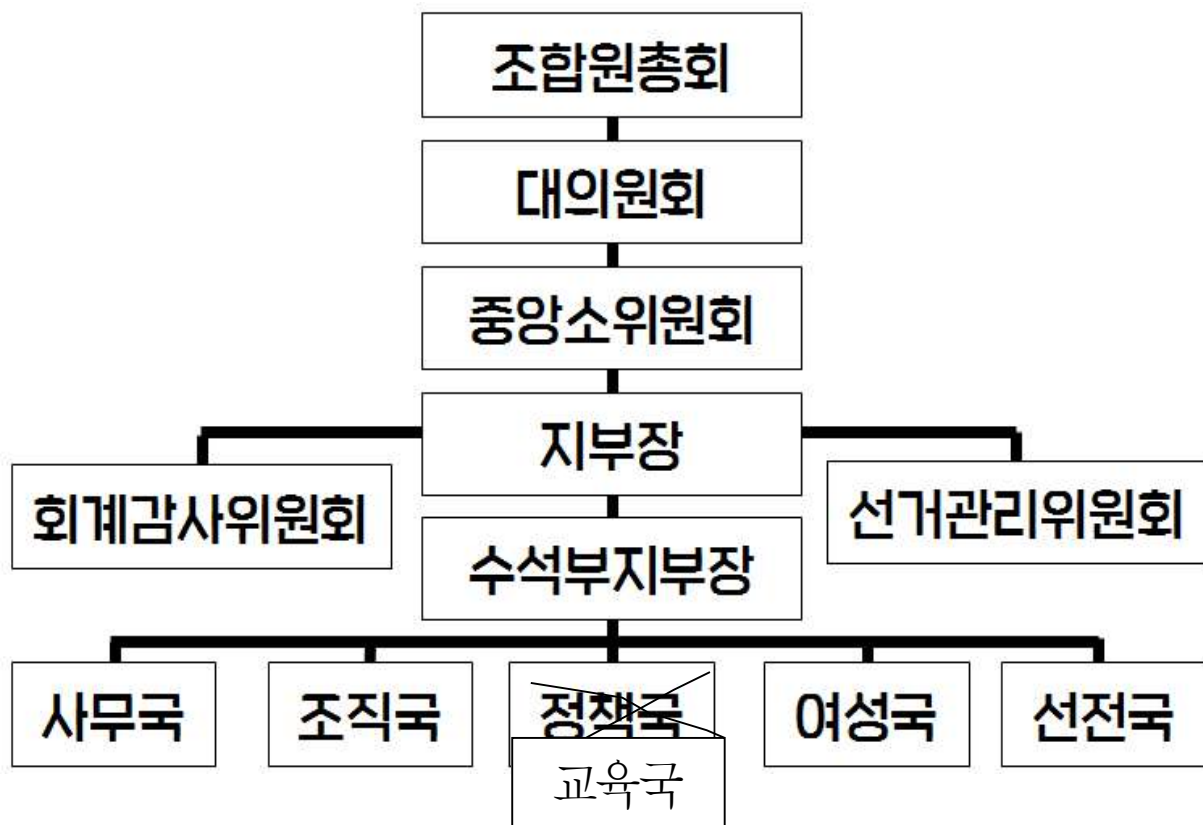 조합원총회
대의원회
중앙소위원회
지부장
회계감사위원회
선거관리위원회
수석부지부장
사무국
조직국
정책국
여성국
선전국
교육국